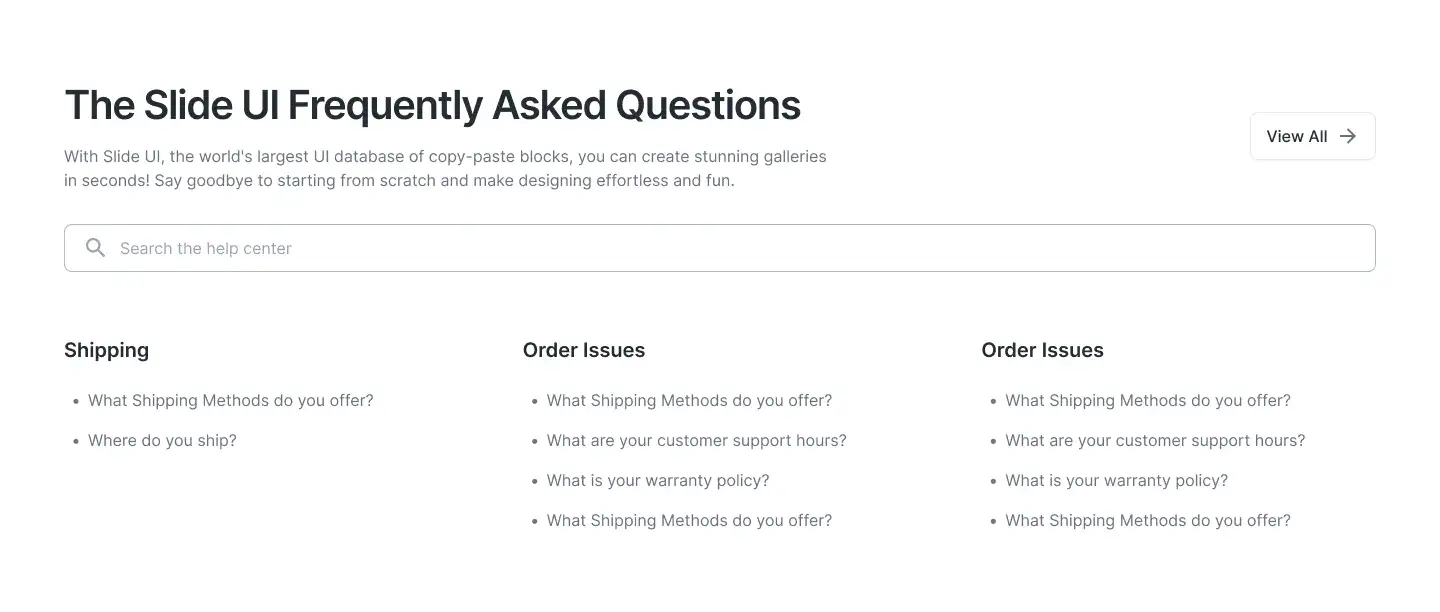 The Slide UI Frequently Asked Questions
With Slide UI, the world's largest UI database of copy-paste blocks, you can create stunning galleries
in seconds! Say goodbye to starting from scratch and make designing effortless and fun.
View All
Search the help center
Shipping
• What Shipping Methods do you offer?
• Where do you ship?
Order Issues
• What Shipping Methods do you offer?
• What are your customer support hours?
• What is your warranty policy?
• What Shipping Methods do you offer?
Order Issues
• What Shipping Methods do you offer?
• What are your customer support hours?
• What is your warranty policy?
• What Shipping Methods do you offer?